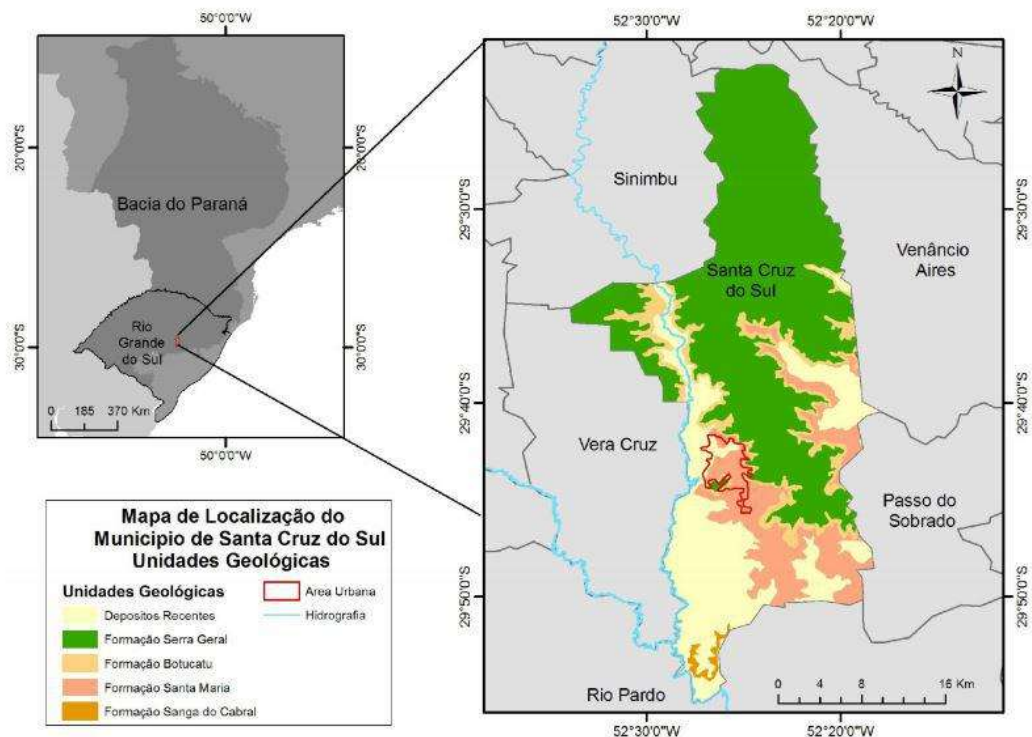 50°0'0"W
20°0'0"S
20°0'0"S
30°0'0"S
30°0'0"S
Bacia do Paraná
Rio
Grande
do Sul
0 185 370 Km
50°0'0"W
52°30'0"W
52°20'0"W
N
29°30'0"S
29°30'0"S
29°40'0"S
29°40'0"S
29°50'0"S
29°50'0"S
Sinimbu
Venâncio
Aires
Santa Cruz
do Sul
Vera Cruz
Passo do
Sobrado
Rio Pardo
0 4 8 16 Km
52°30'0"W
52°20'0"W
Mapa de Localização do
Municipio de Santa Cruz do Sul
Unidades Geológicas
Unidades Geológicas
Depositos Recentes
Formação Serra Geral
Formação Botucatu
Formação Santa Maria
Formação Sanga do Cabral
Area Urbana
Hidrografia